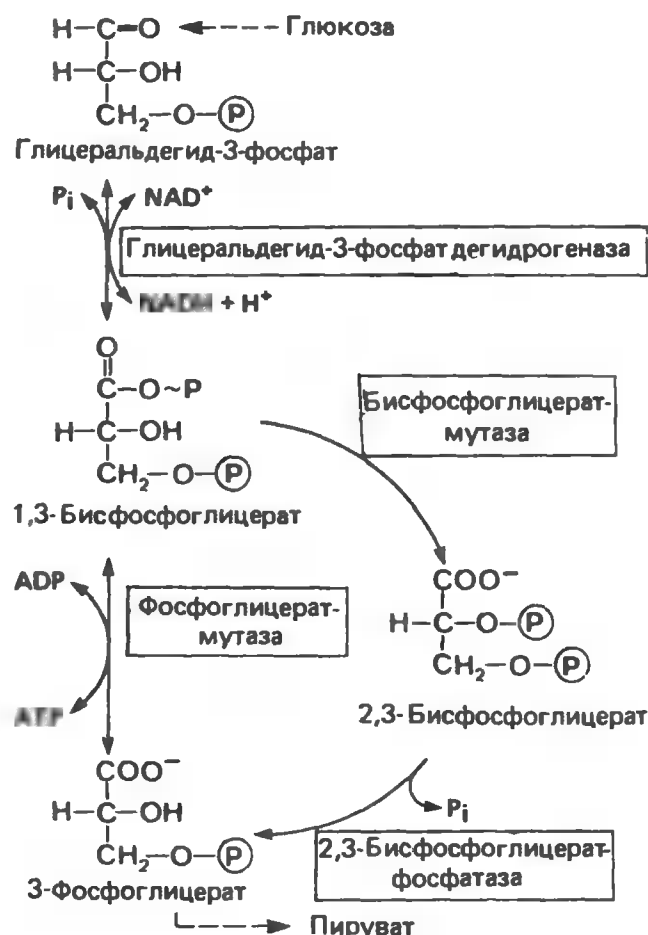 H–C=O Глюкоза
H–C–OH
CH₂–O–P
Глицеральдегид-3-фосфат
Pi NAD⁺
Глицеральдегид-3-фосфат дегидрогеназа
+ H⁺
O
C–O~P
H–C–OH
CH₂–O–P
1,3-Бисфосфоглицерат
Бисфосфоглицерат-
мутаза
ADP
Фосфоглицерат-
мутаза
COO⁻
H–C–O–P
CH₂–O–P
2,3-Бисфосфоглицерат
COO⁻
H–C–OH
CH₂–O–P
3-Фосфоглицерат
Pi
2,3-Бисфосфоглицерат-
фосфатаза
Пируват